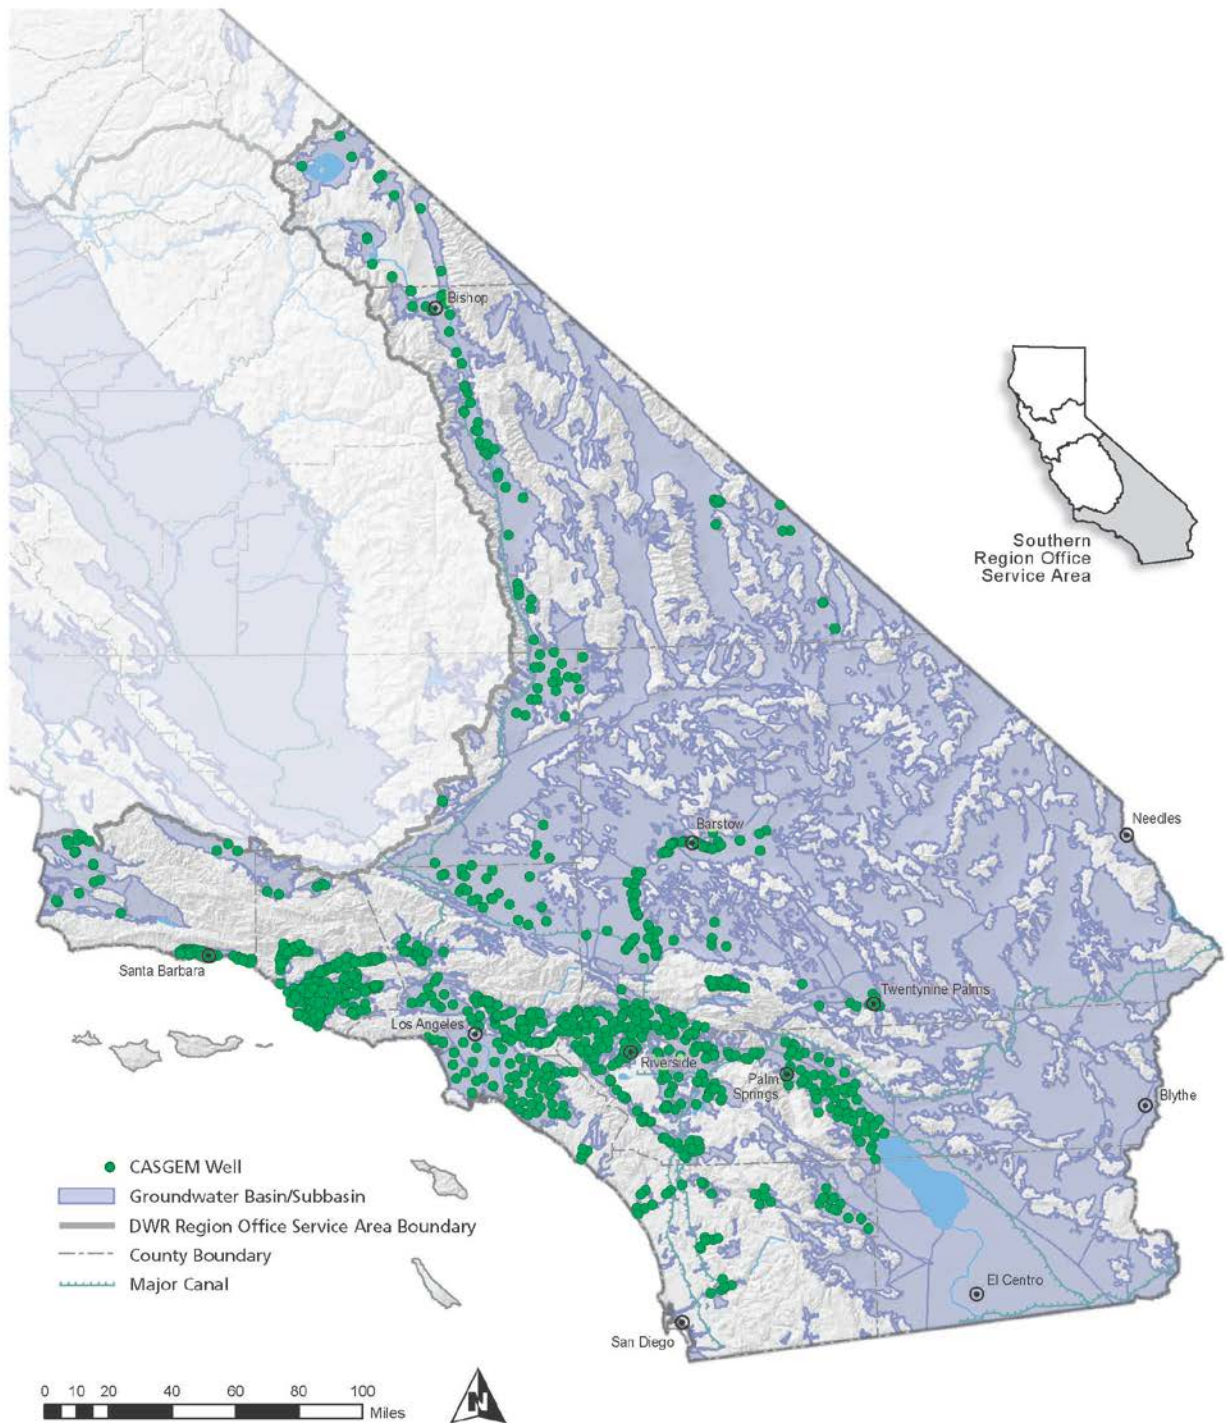 Bishop
Southern
Region Office
Service Area
Barstow
Needles
Santa Barbara
Twentynine Palms
Los Angeles
Riverside
Palm
Springs
Blythe
CASGEM Well
Groundwater Basin/Subbasin
DWR Region Office Service Area Boundary
County Boundary
Major Canal
El Centro
San Diego
0 10 20 40 60 80 100
Miles
N